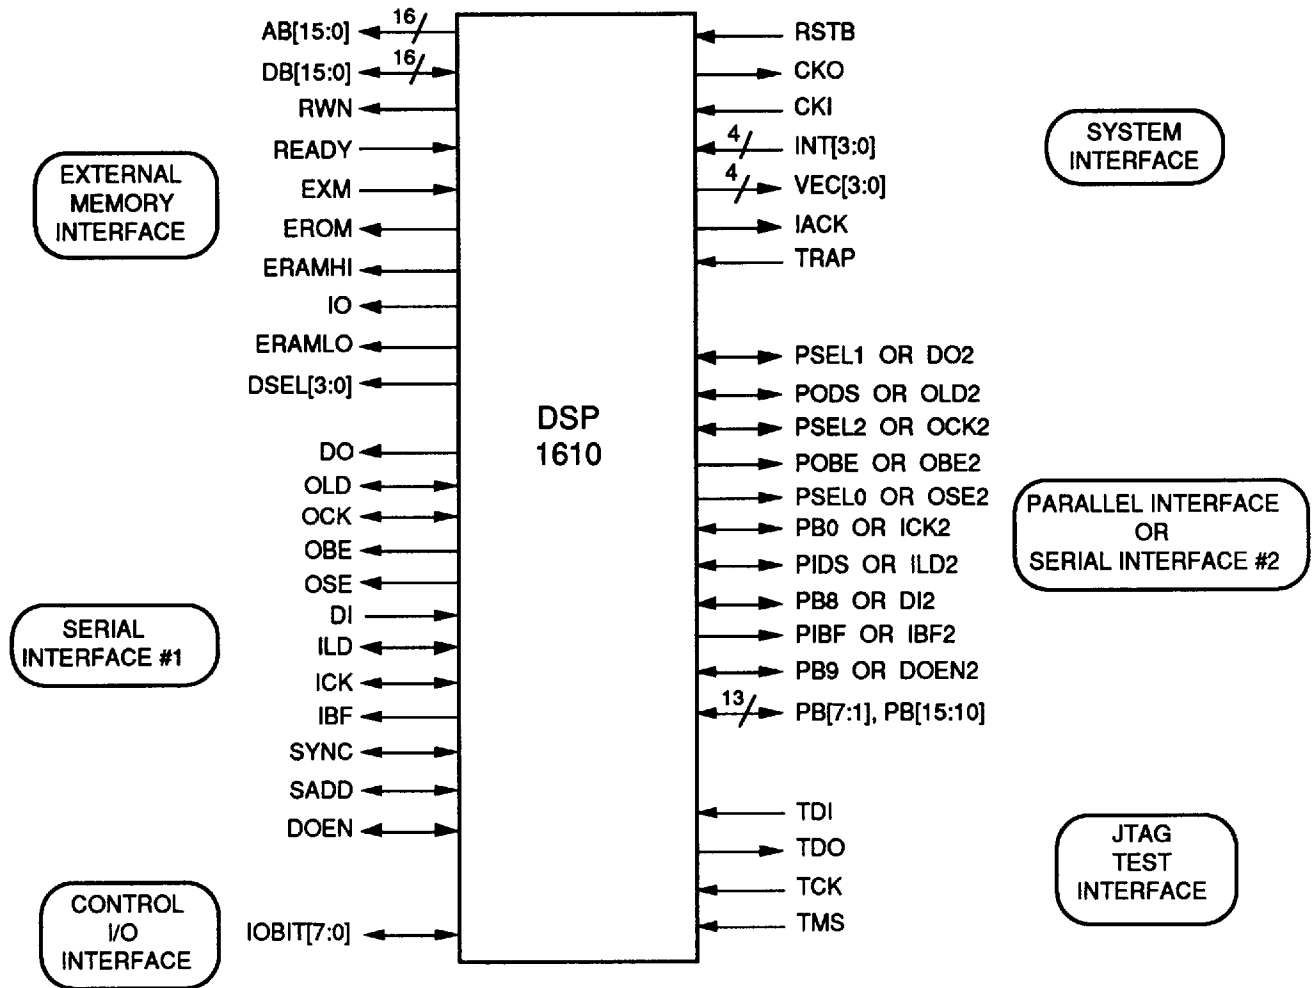 AB[15:0]
16
DB[15:0]
16
RWN
READY
EXM
EROM
ERAMHI
IO
ERAMLO
DSEL[3:0]
EXTERNAL
MEMORY
INTERFACE
DO
OLD
OCK
OBE
OSE
DI
ILD
ICK
IBF
SYNC
SADD
DOEN
SERIAL
INTERFACE #1
IOBIT[7:0]
CONTROL
I/O
INTERFACE
DSP
1610
RSTB
CKO
CKI
4
INT[3:0]
4
VEC[3:0]
IACK
TRAP
SYSTEM
INTERFACE
PSEL1 OR DO2
PODS OR OLD2
PSEL2 OR OCK2
POBE OR OBE2
PSEL0 OR OSE2
PB0 OR ICK2
PIDS OR ILD2
PB8 OR DI2
PIBF OR IBF2
PB9 OR DOEN2
13
PB[7:1], PB[15:10]
PARALLEL INTERFACE
OR
SERIAL INTERFACE #2
TDI
TDO
TCK
TMS
JTAG
TEST
INTERFACE